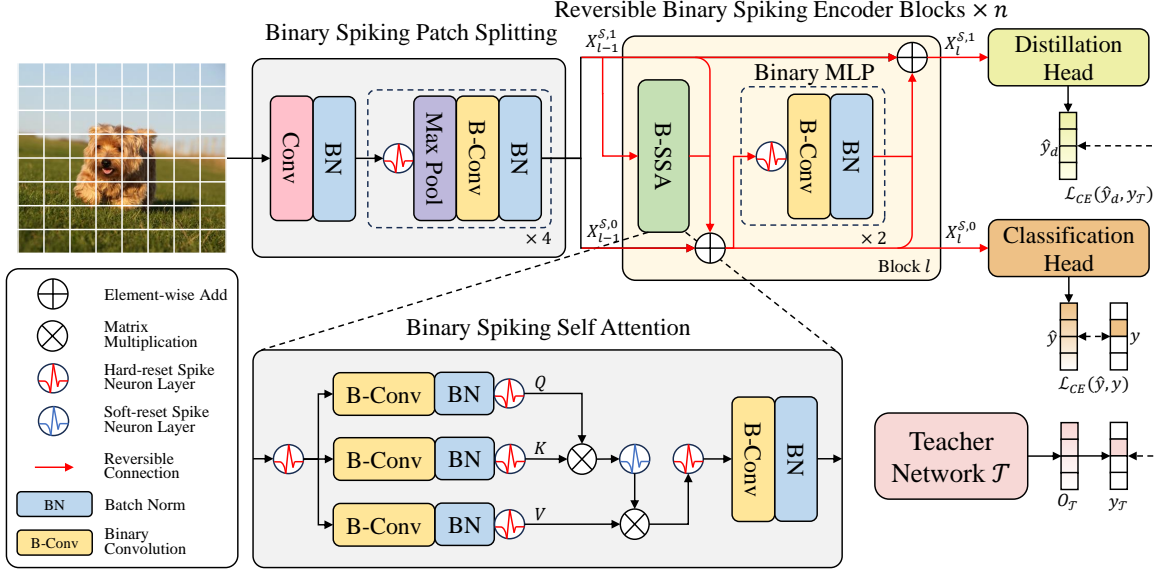 Reversible Binary Spiking Encoder Blocks × n
Binary Spiking Patch Splitting
Conv
BN
Max Pool
B-Conv
BN
× 4
X_{l-1}^{𝒮,1}
X_{l-1}^{𝒮,0}
B-SSA
Binary MLP
B-Conv
BN
× 2
Block l
X_l^{𝒮,1}
X_l^{𝒮,0}
Distillation
Head
ŷ_d
ℒ_{CE}(ŷ_d, y_𝒯)
Classification
Head
ŷ
y
ℒ_{CE}(ŷ, y)
Teacher
Network 𝒯
O_𝒯
y_𝒯
Element-wise Add
Matrix
Multiplication
Hard-reset Spike
Neuron Layer
Soft-reset Spike
Neuron Layer
Reversible
Connection
BN
Batch Norm
B-Conv
Binary
Convolution
Binary Spiking Self Attention
B-Conv
BN
Q
B-Conv
BN
K
B-Conv
BN
V
B-Conv
BN